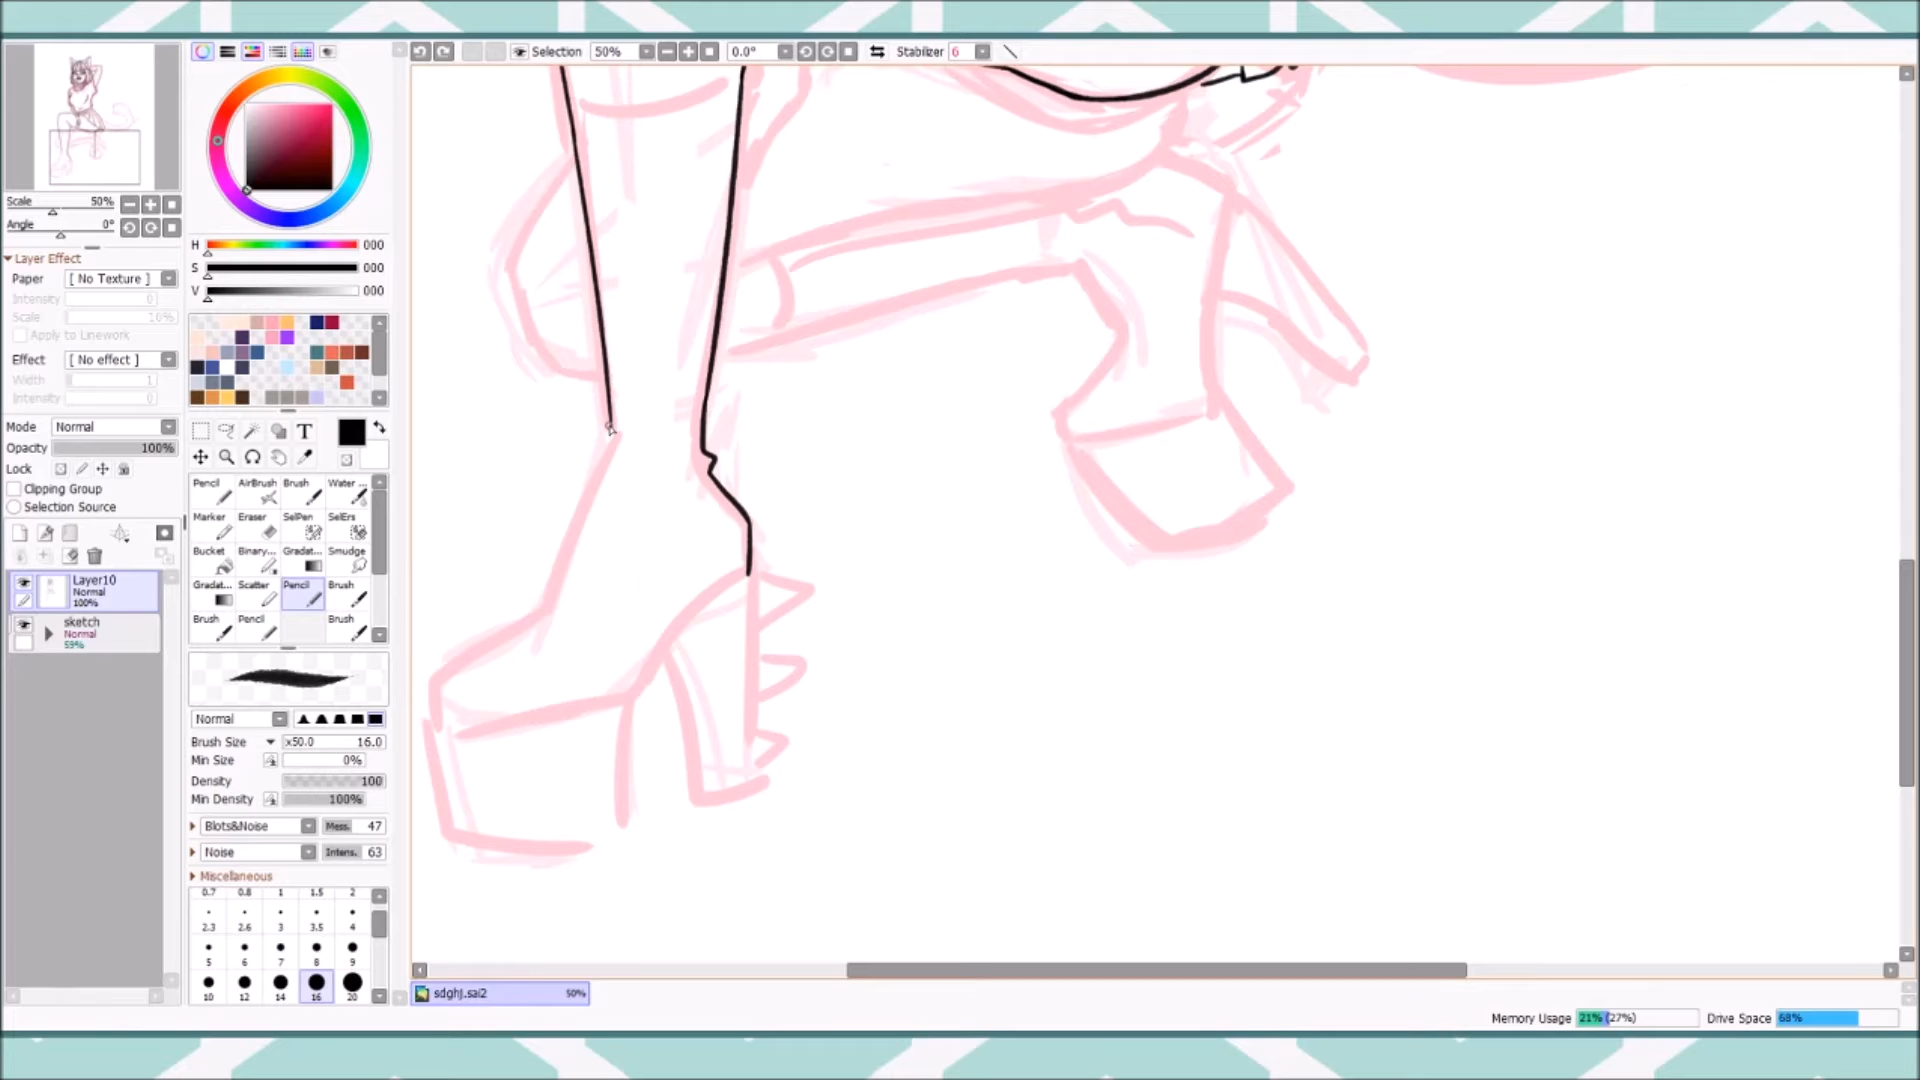 Selection 50% 0.0° Stabilizer 6
Scale 50%
Angle 0°
Layer Effect
Paper [ No Texture ]
Intensity 0
Scale 10%
Apply to Linework
Effect [ No effect ]
Width 1
Intensity 0
Mode Normal
Opacity 100%
Lock
Clipping Group
Selection Source
Layer10
Normal
100%
sketch
Normal
59%
H 000
S 000
V 000
T
Pencil AirBrush Brush Water ...
Marker Eraser SelPen SelErs
Bucket Binary... Gradat... Smudge
Gradat... Scatter Pencil Brush
Brush Pencil Brush
Normal
Brush Size x50.0 16.0
Min Size 0%
Density 100
Min Density 100%
Blots&Noise Mess. 47
Noise Intens. 63
Miscellaneous
0.7 0.8 1 1.5 2
2.3 2.6 3 3.5 4
5 6 7 8 9
10 12 14 16 20
sdghj.sai2 50%
Memory Usage 21% (27%) Drive Space 68%